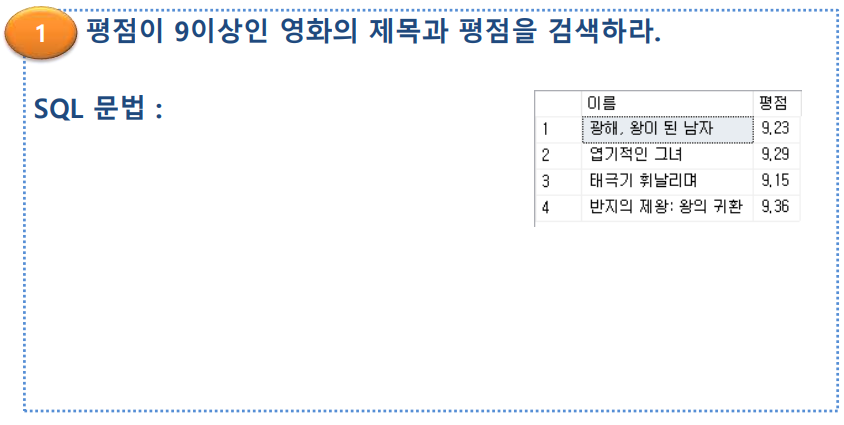 1 평점이 9이상인 영화의 제목과 평점을 검색하라.
SQL 문법 :
이름 평점
1 광해, 왕이 된 남자 9,23
2 엽기적인 그녀 9,29
3 태극기 휘날리며 9,15
4 반지의 제왕: 왕의 귀환 9,36